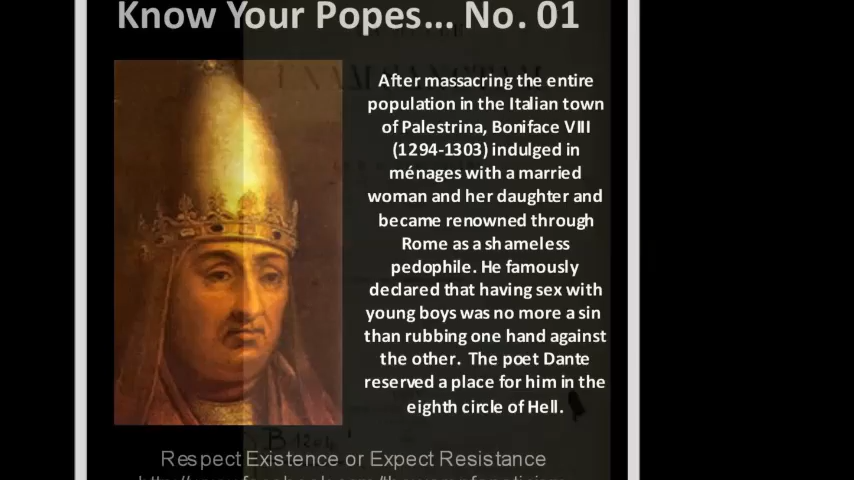 Know Your Popes... No. 01
After massacring the entire
population in the Italian town
of Palestrina, Boniface VIII
(1294-1303) indulged in
ménages with a married
woman and her daughter and
became renowned through
Rome as a shameless
pedophile. He famously
declared that having sex with
young boys was no more a sin
than rubbing one hand against
the other. The poet Dante
reserved a place for him in the
eighth circle of Hell.
Respect Existence or Expect Resistance